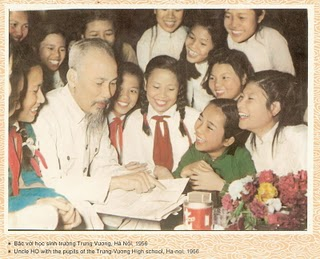 Bác với học sinh trường Trưng Vương, Hà Nội, 1956
Uncle HO with the pupils of the Trung-Vuong High school, Ha-noi, 1956